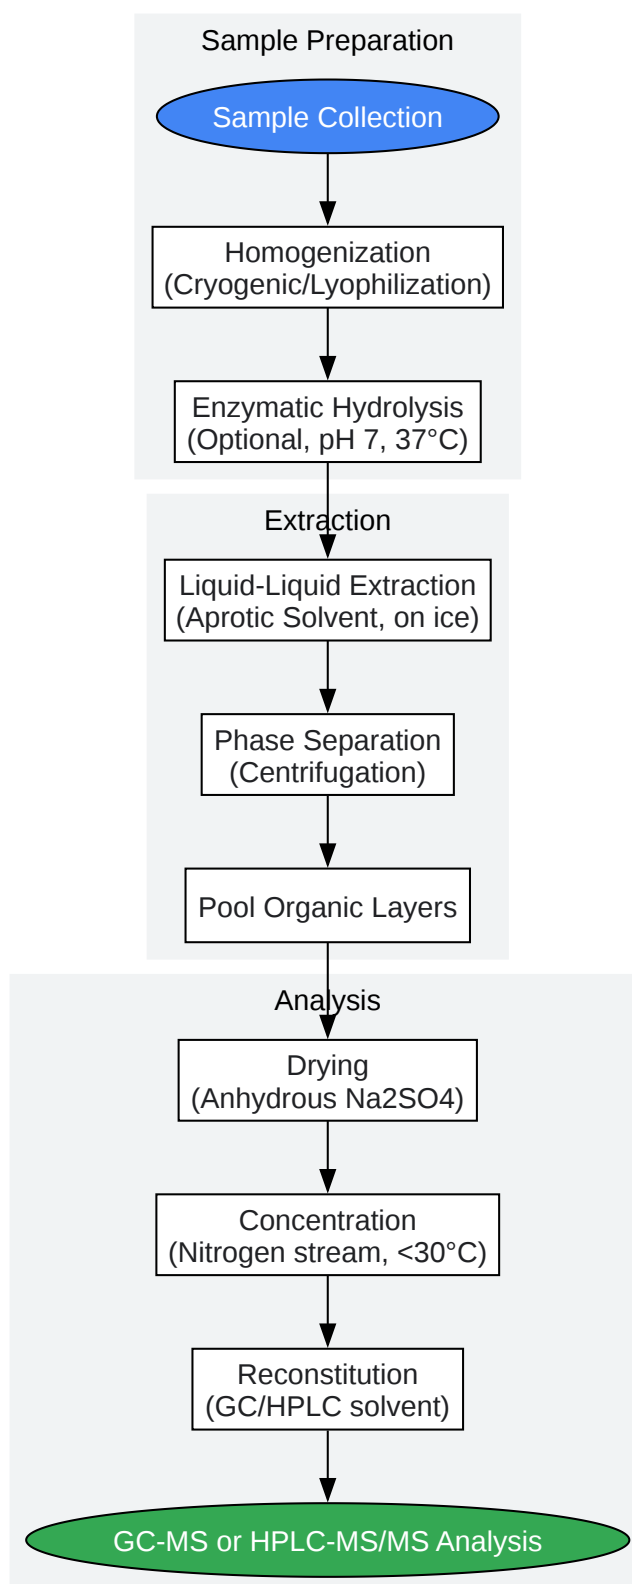 Sample Preparation
Sample Collection
Homogenization
(Cryogenic/Lyophilization)
Enzymatic Hydrolysis
(Optional, pH 7, 37°C)
Extraction
Liquid-Liquid Extraction
(Aprotic Solvent, on ice)
Phase Separation
(Centrifugation)
Pool Organic Layers
Analysis
Drying
(Anhydrous Na2SO4)
Concentration
(Nitrogen stream, <30°C)
Reconstitution
(GC/HPLC solvent)
GC-MS or HPLC-MS/MS Analysis